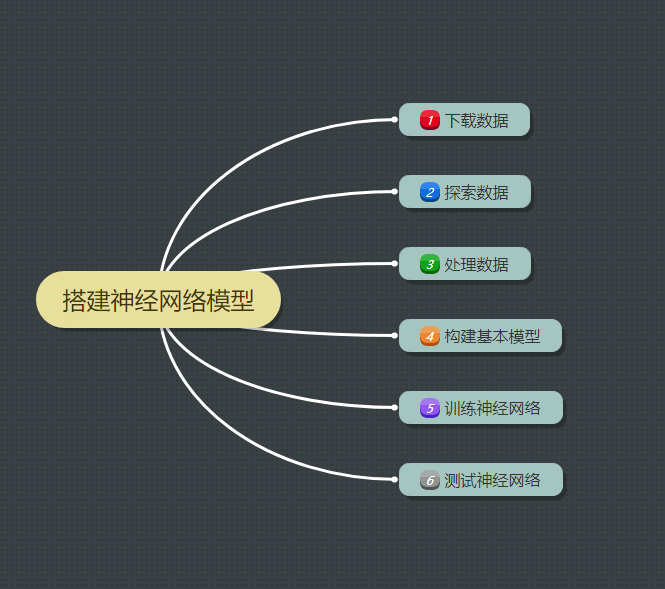 搭建神经网络模型
1 下载数据
2 探索数据
3 处理数据
4 构建基本模型
5 训练神经网络
6 测试神经网络